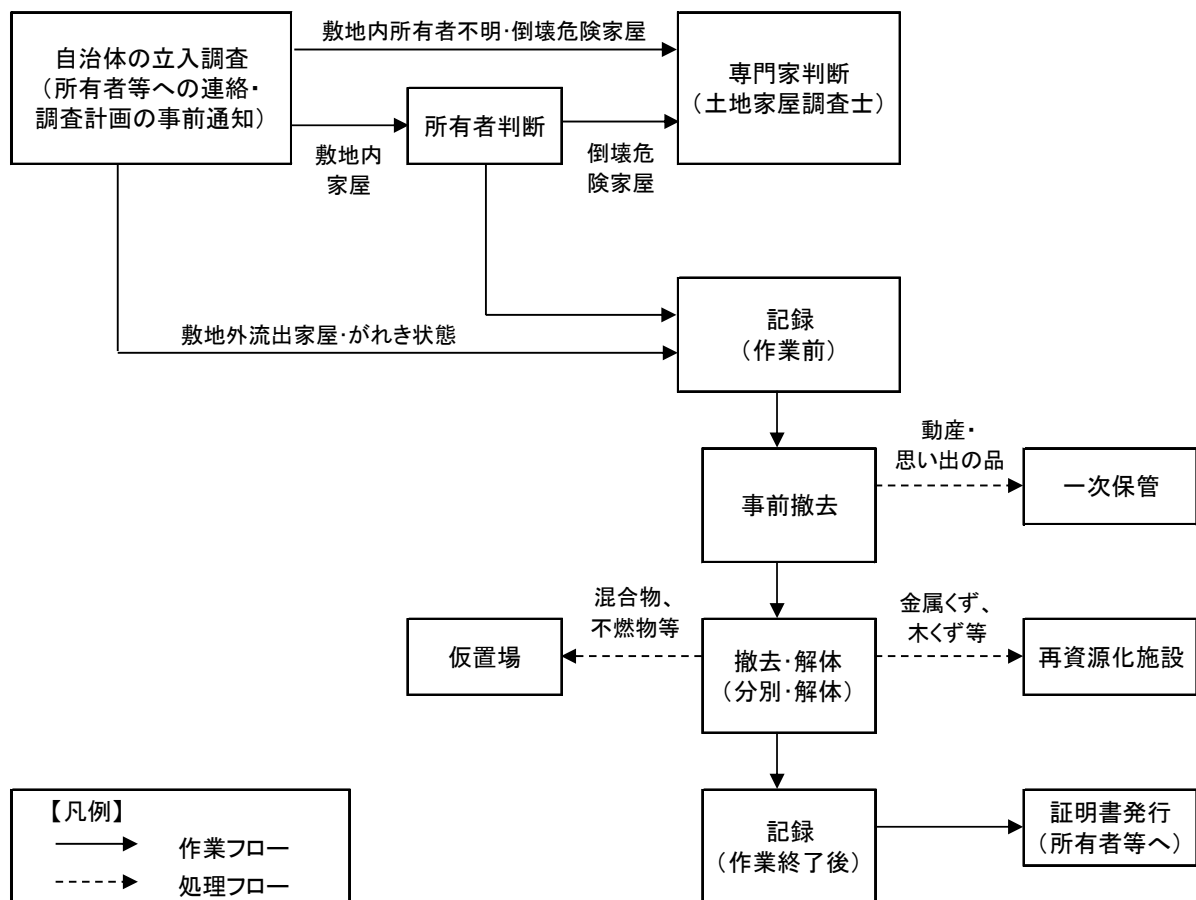 敷地内所有者不明・倒壊危険家屋
自治体の立入調査
（所有者等への連絡・
調査計画の事前通知）
専門家判断
（土地家屋調査士）
所有者判断
敷地内
家屋
倒壊危
険家屋
敷地外流出家屋・がれき状態
記録
（作業前）
動産・
思い出の品
事前撤去
一次保管
混合物、
不燃物等
金属くず、
木くず等
仮置場
撤去・解体
（分別・解体）
再資源化施設
記録
（作業終了後）
証明書発行
（所有者等へ）
【凡例】
作業フロー
処理フロー